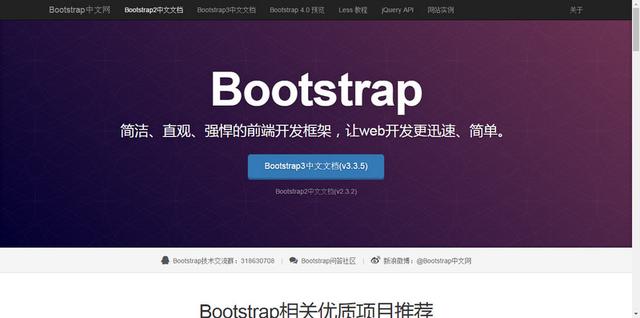 Bootstrap中文网 Bootstrap2中文文档 Bootstrap3中文文档 Bootstrap 4.0 预览 Less 教程 jQuery API 网站实例 关于
Bootstrap
简洁、直观、强悍的前端开发框架，让web开发更迅速、简单。
Bootstrap3中文文档(v3.3.5)
Bootstrap2中文文档(v2.3.2)
Bootstrap技术交流群：318630708 | Bootstrap问答社区 | 新浪微博：@Bootstrap中文网
Bootstrap相关优质项目推荐